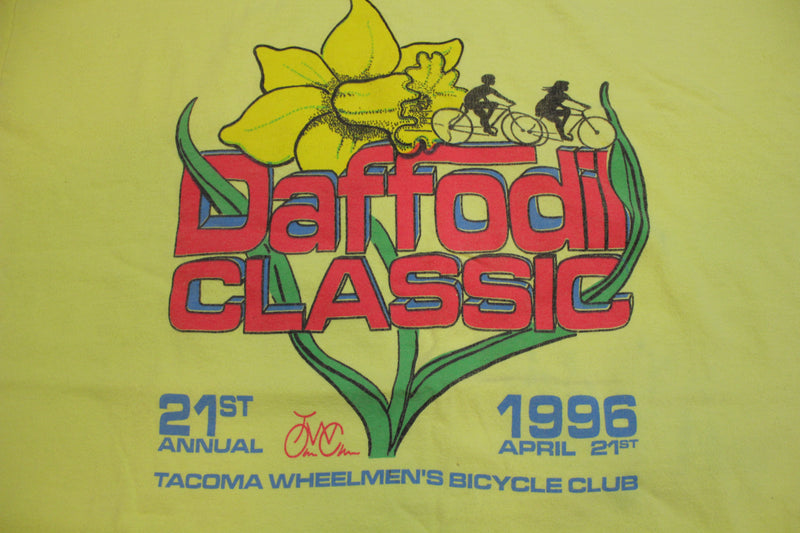 Daffodil
CLASSIC
21ST
ANNUAL
1996
APRIL 21ST
TACOMA WHEELMEN'S BICYCLE CLUB